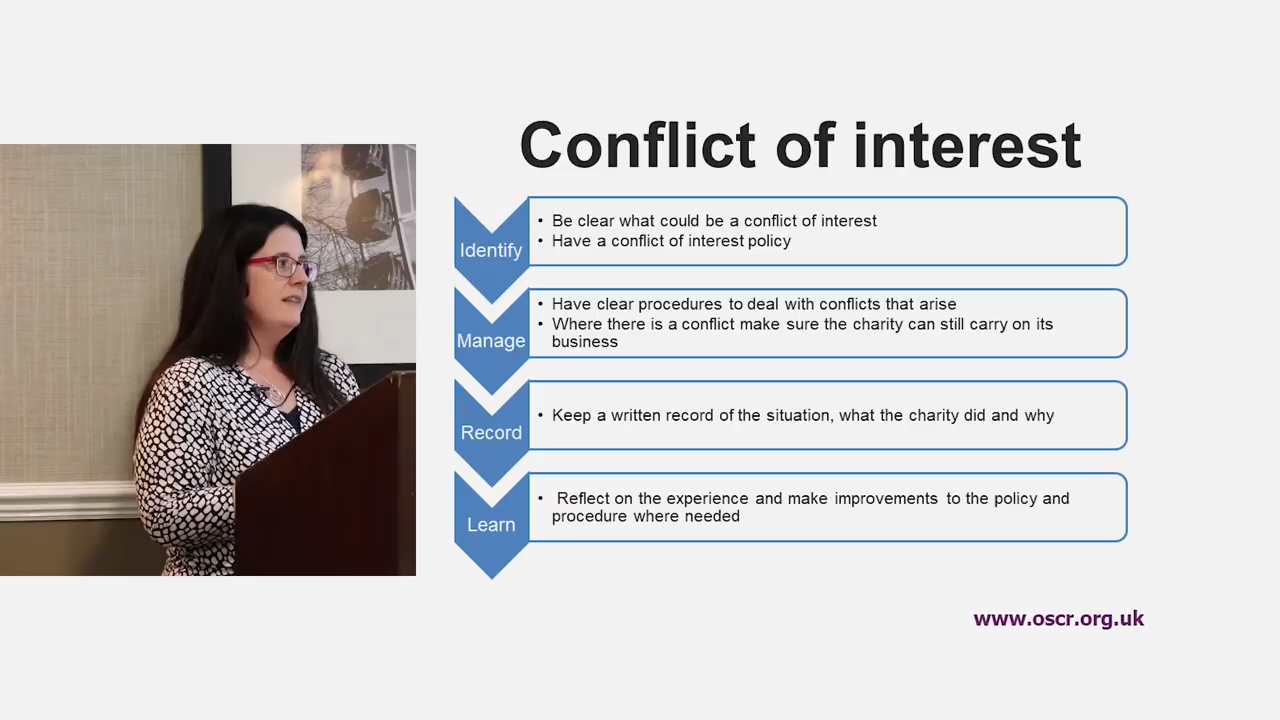 Conflict of interest
Identify
• Be clear what could be a conflict of interest
• Have a conflict of interest policy
Manage
• Have clear procedures to deal with conflicts that arise
• Where there is a conflict make sure the charity can still carry on its
business
Record
• Keep a written record of the situation, what the charity did and why
Learn
• Reflect on the experience and make improvements to the policy and
procedure where needed
www.oscr.org.uk